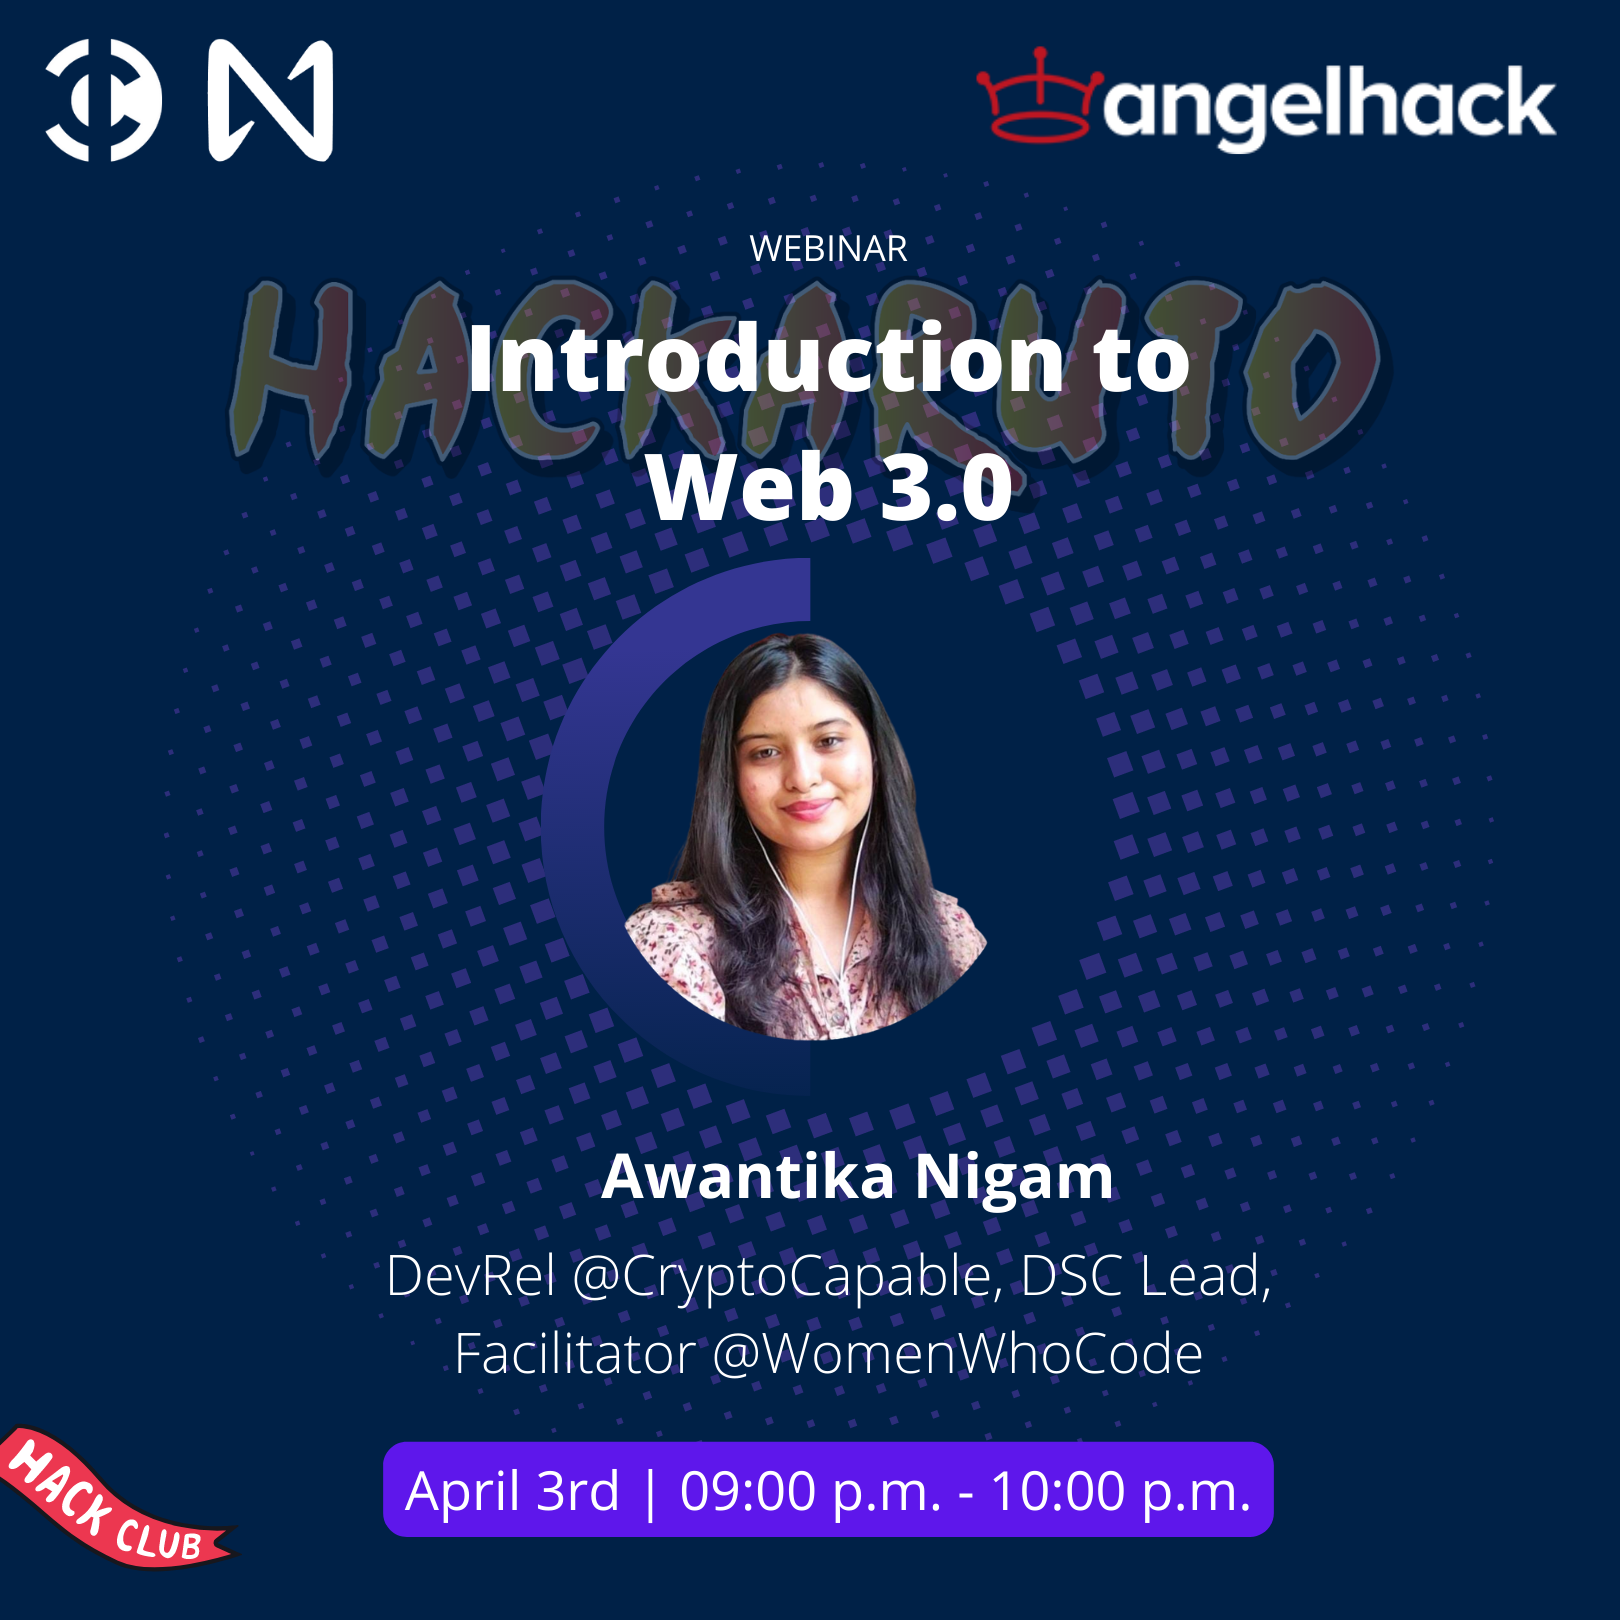 angelhack
WEBINAR
HACKARUTO
Introduction to
Web 3.0
Awantika Nigam
DevRel @CryptoCapable, DSC Lead,
Facilitator @WomenWhoCode
April 3rd | 09:00 p.m. - 10:00 p.m.
HACK CLUB